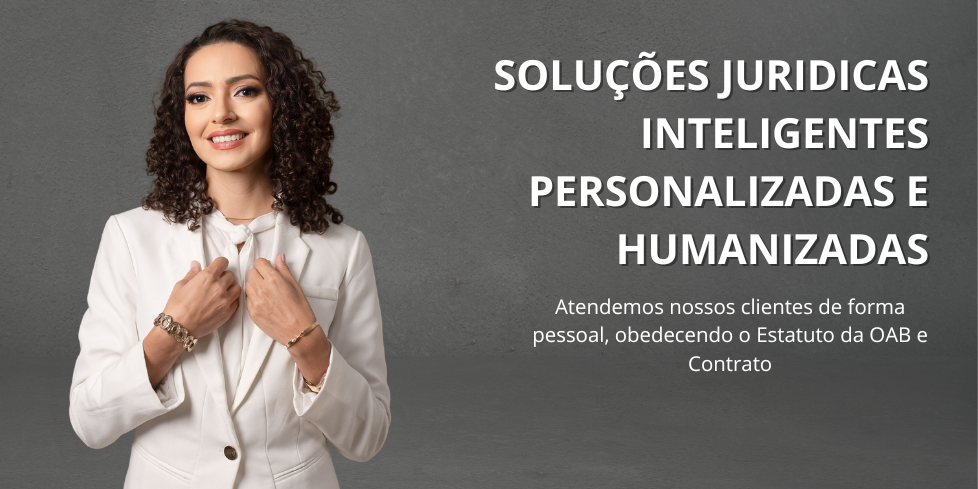 SOLUÇÕES JURIDICAS
INTELIGENTES
PERSONALIZADAS E
HUMANIZADAS
Atendemos nossos clientes de forma
pessoal, obedecendo o Estatuto da OAB e
Contrato